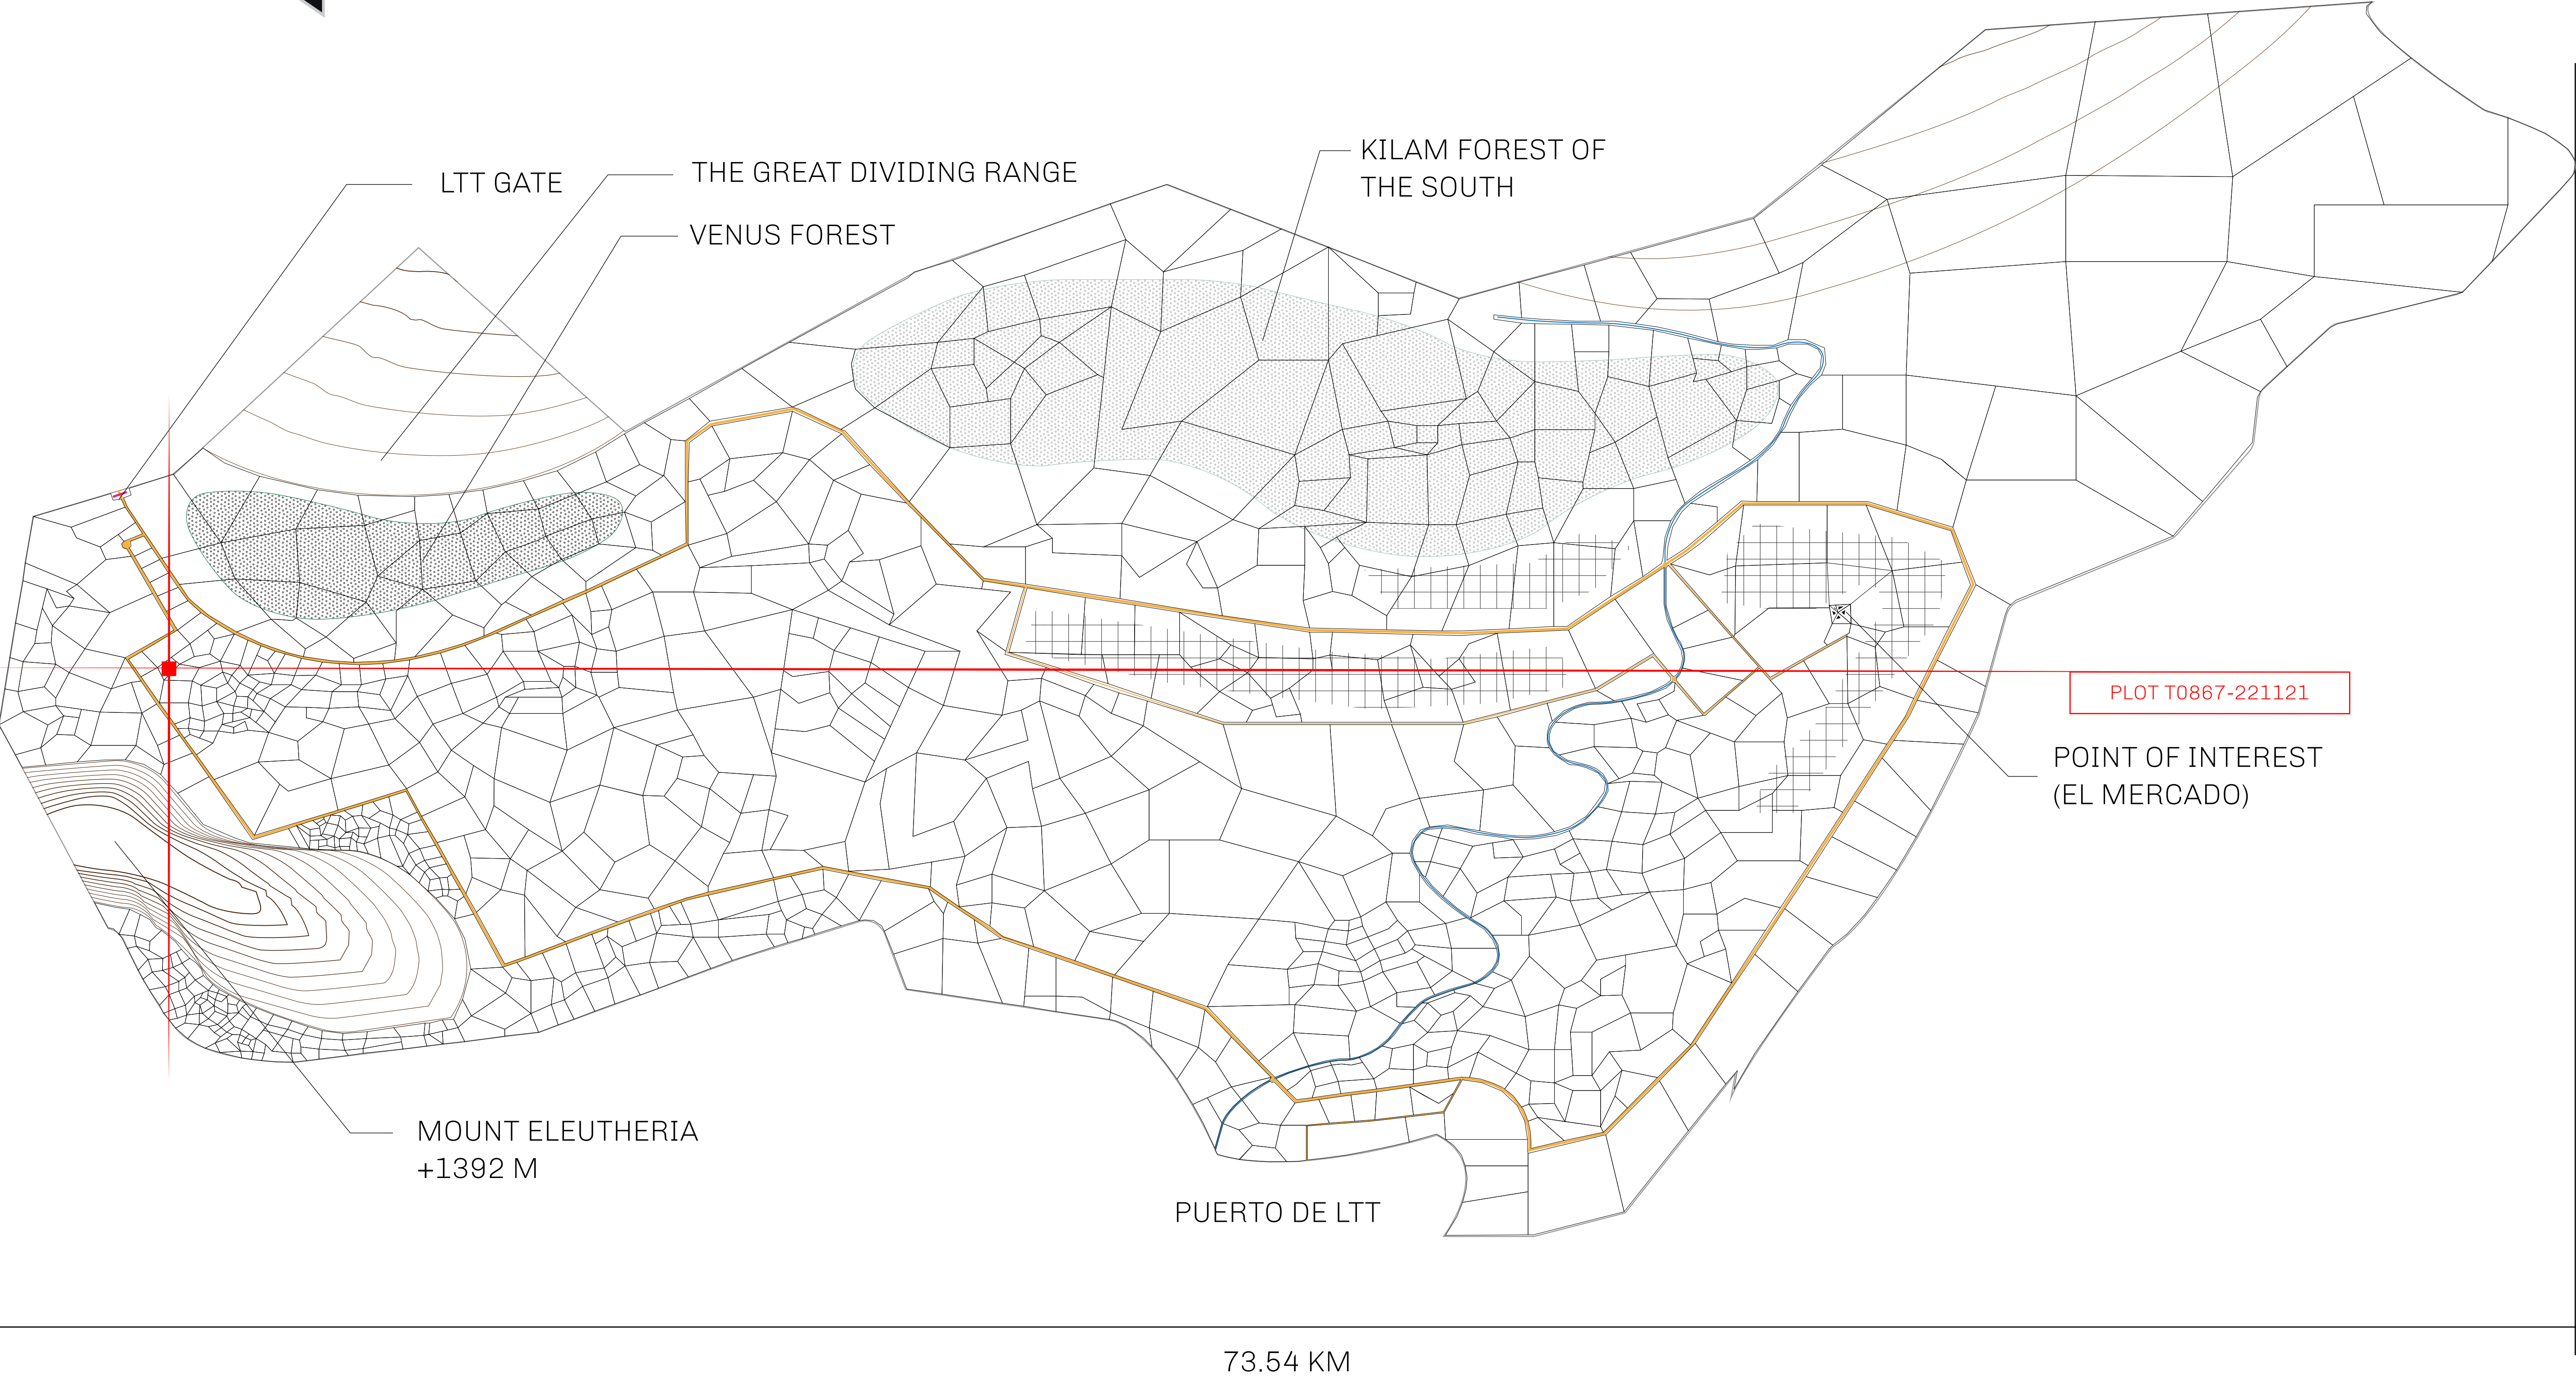 KILAM FOREST OF
THE SOUTH
LTT GATE
THE GREAT DIVIDING RANGE
VENUS FOREST
PLOT T0867-221121
POINT OF INTEREST
(EL MERCADO)
MOUNT ELEUTHERIA
+1392 M
PUERTO DE LTT
73.54 KM